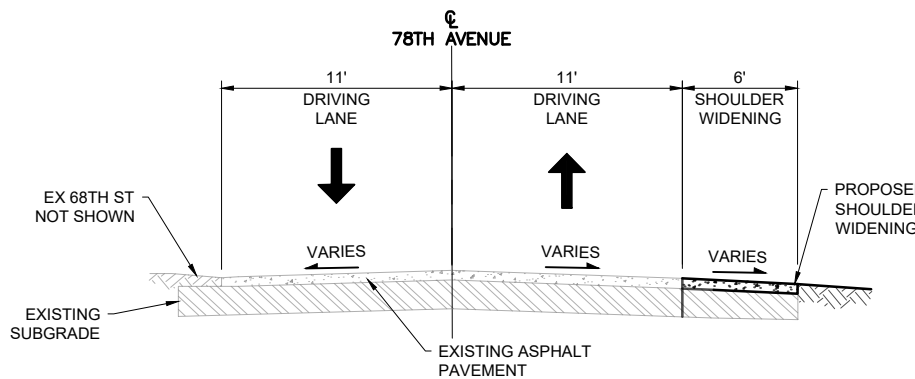 ℄
78TH AVENUE
11'
DRIVING
LANE
11'
DRIVING
LANE
6'
SHOULDER
WIDENING
EX 68TH ST
NOT SHOWN
VARIES
VARIES
VARIES
PROPOSE
SHOULDER
WIDENING
EXISTING
SUBGRADE
EXISTING ASPHALT
PAVEMENT